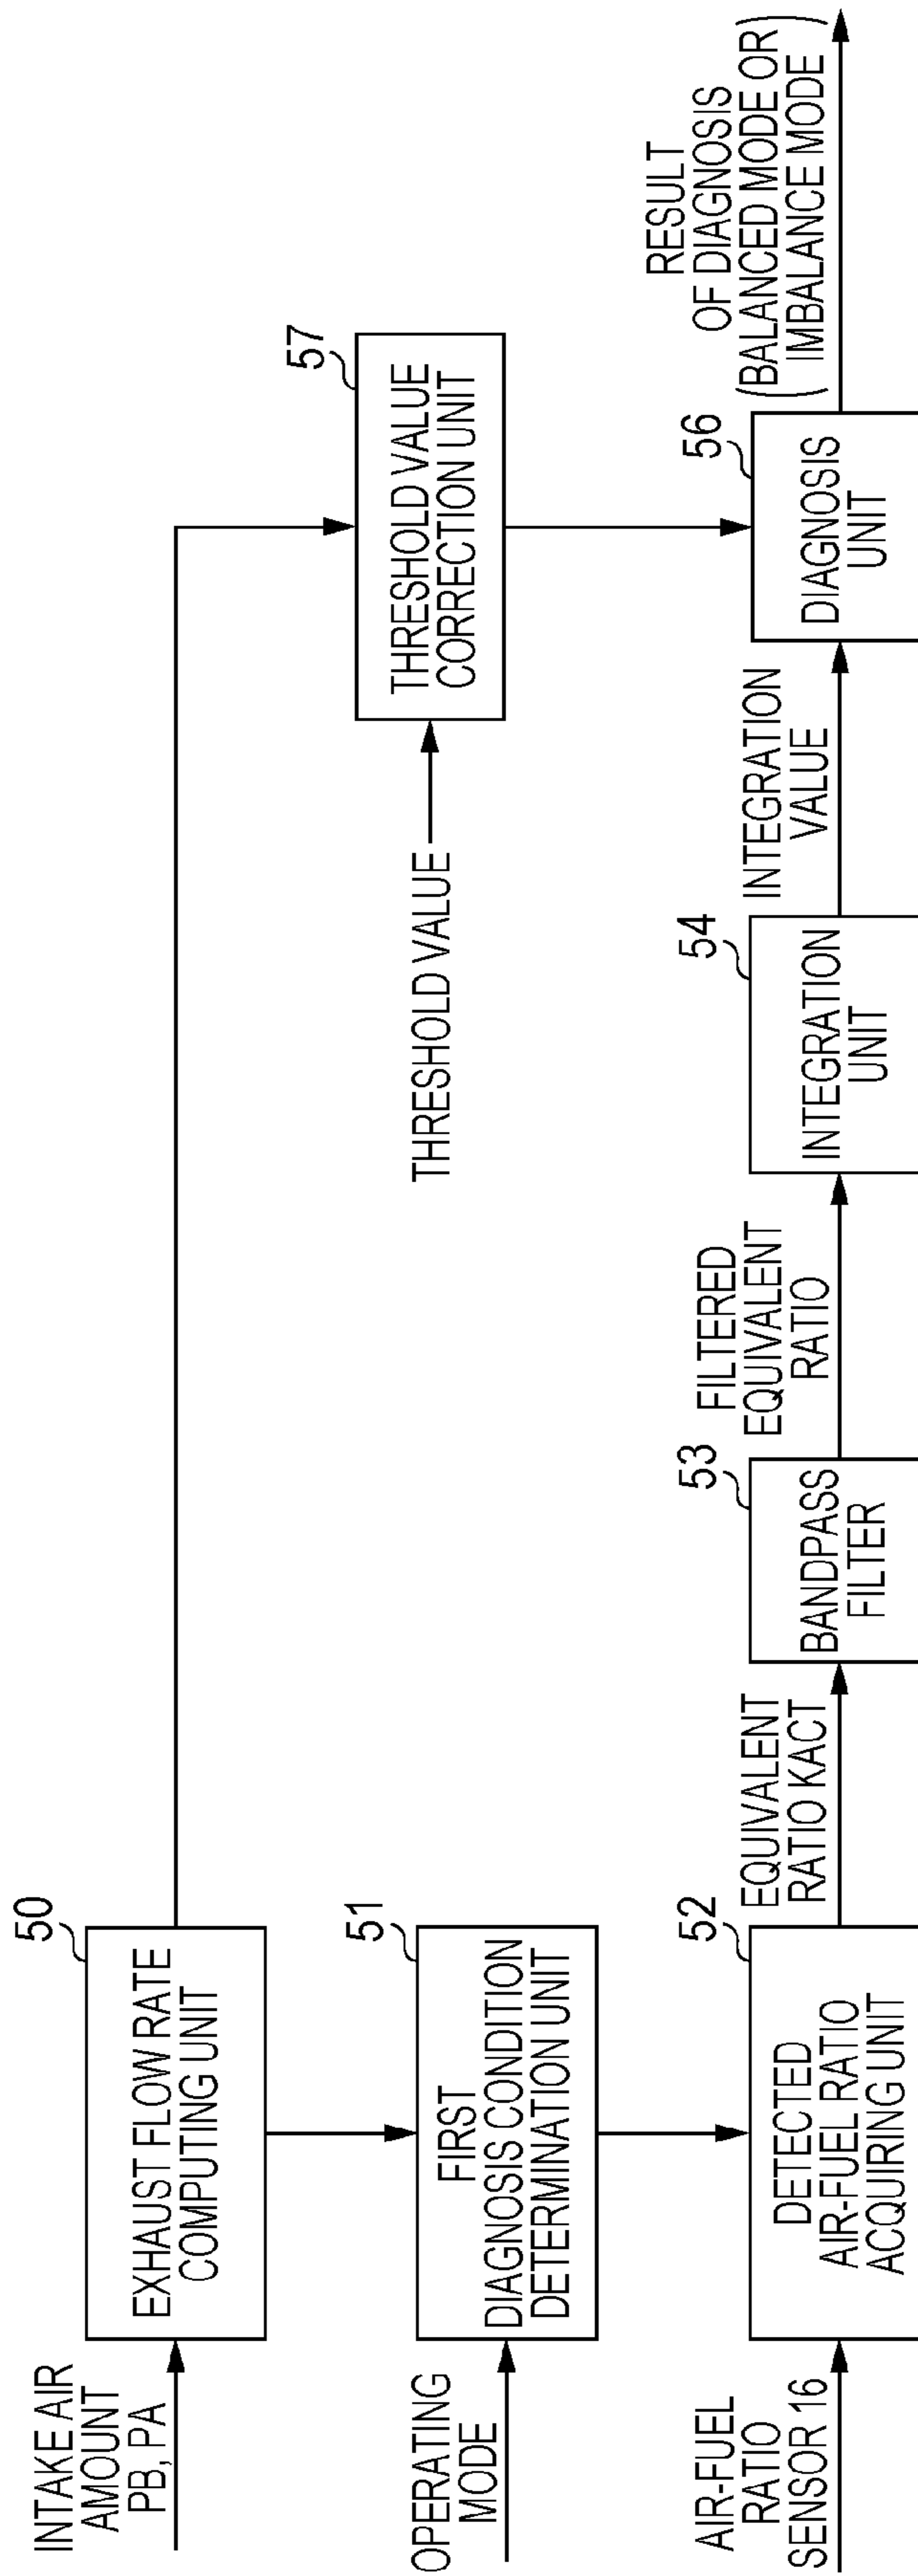 INTAKE AIR
AMOUNT
PB, PA
50
EXHAUST FLOW RATE
COMPUTING UNIT
OPERATING
MODE
51
FIRST
DIAGNOSIS CONDITION
DETERMINATION UNIT
THRESHOLD VALUE
57
THRESHOLD VALUE
CORRECTION UNIT
AIR-FUEL
RATIO
SENSOR 16
52
DETECTED
AIR-FUEL RATIO
ACQUIRING UNIT
EQUIVALENT
RATIO KACT
53
BANDPASS
FILTER
FILTERED
EQUIVALENT
RATIO
54
INTEGRATION
UNIT
INTEGRATION
VALUE
56
DIAGNOSIS
UNIT
RESULT
OF DIAGNOSIS
(BALANCED MODE OR
IMBALANCE MODE)